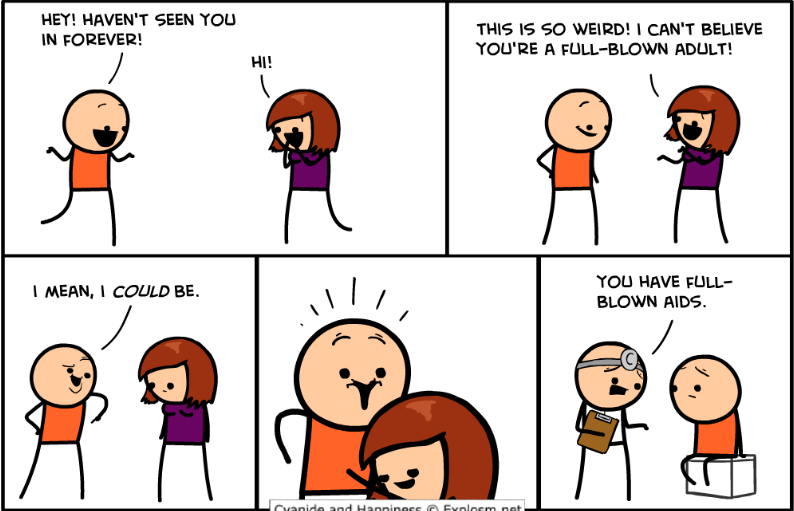 HEY! HAVEN'T SEEN YOU
IN FOREVER!
HI!
THIS IS SO WEIRD! I CAN'T BELIEVE
YOU'RE A FULL-BLOWN ADULT!
I MEAN, I COULD BE.
YOU HAVE FULL-
BLOWN AIDS.
Cyanide and Happiness © Explosm.net